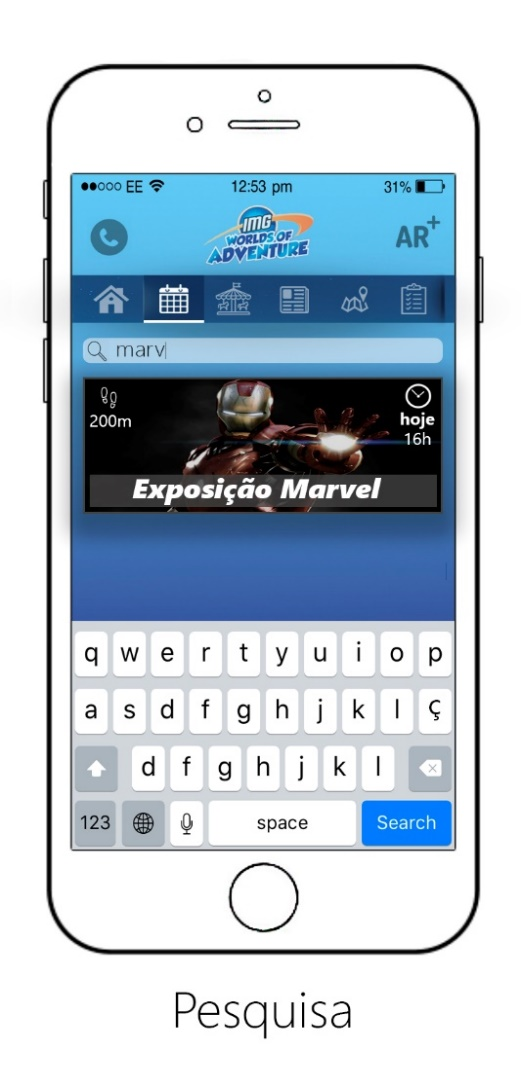 EE 12:53 pm 31%
IMG
WORLDS OF
ADVENTURE
AR+
marv
200m
hoje
16h
Exposição Marvel
q w e r t y u i o p
a s d f g h j k l ç
d f g h j k l
123 space Search
Pesquisa